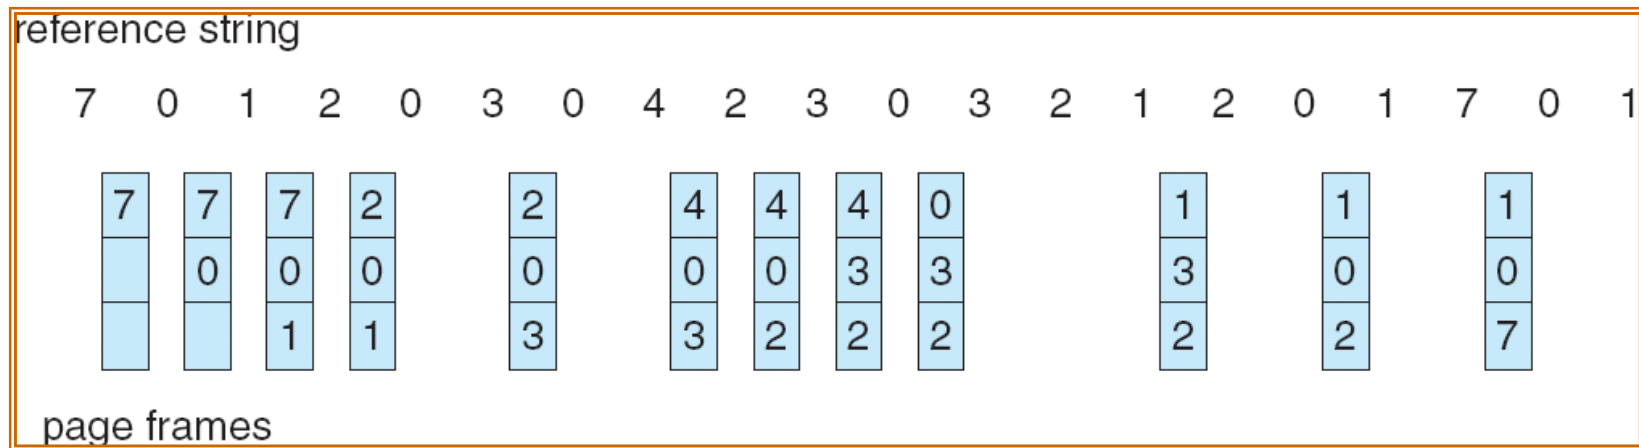 reference string
7 0 1 2 0 3 0 4 2 3 0 3 2 1 2 0 1 7 0 1
7 7 7 2 2 4 4 4 0 1 1 1
0 0 0 0 0 0 3 3 3 0 0
1 1 3 3 2 2 2 2 2 7
page frames